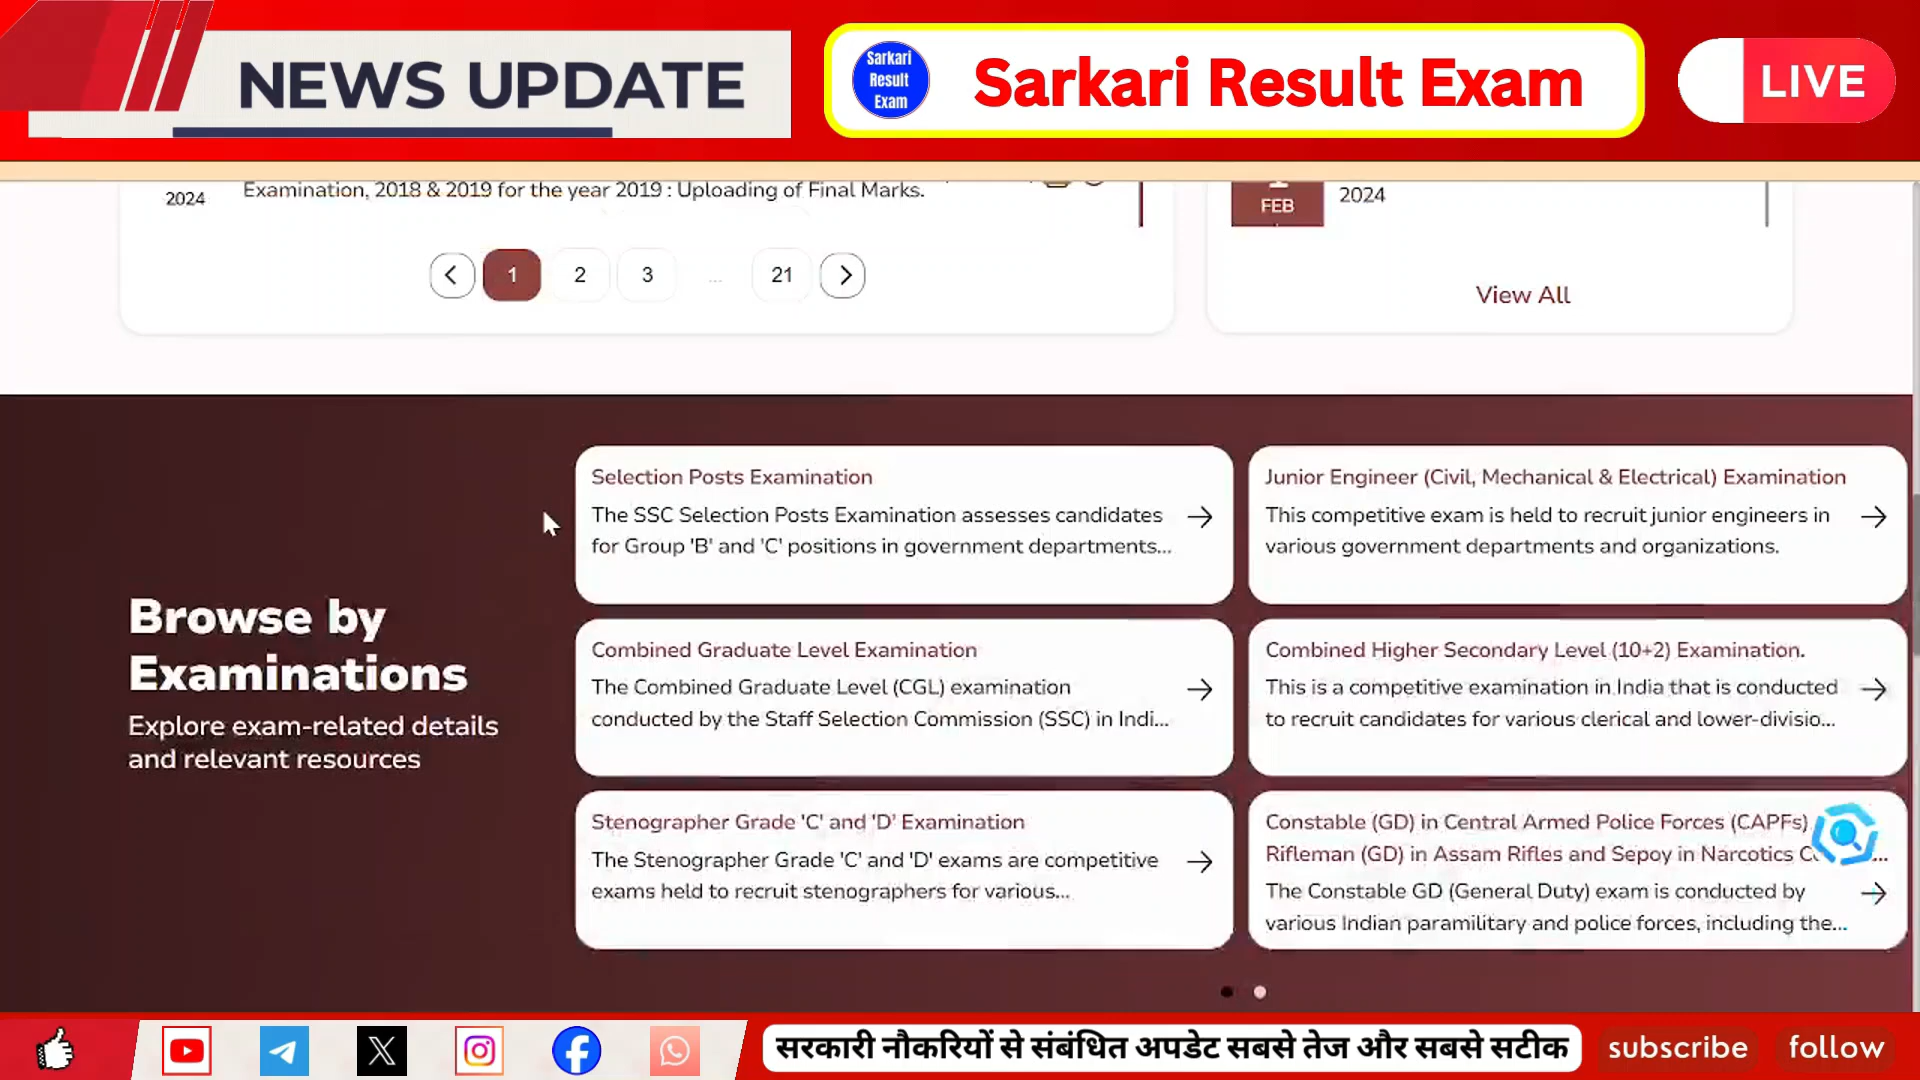 NEWS UPDATE
Sarkari
Result
Exam
Sarkari Result Exam
LIVE
2024
Examination, 2018 & 2019 for the year 2019 : Uploading of Final Marks.
FEB
2024
1
2
3
...
21
View All
Browse by
Examinations
Explore exam-related details
and relevant resources
Selection Posts Examination
The SSC Selection Posts Examination assesses candidates
for Group 'B' and 'C' positions in government departments...
Junior Engineer (Civil, Mechanical & Electrical) Examination
This competitive exam is held to recruit junior engineers in
various government departments and organizations.
Combined Graduate Level Examination
The Combined Graduate Level (CGL) examination
conducted by the Staff Selection Commission (SSC) in Indi...
Combined Higher Secondary Level (10+2) Examination.
This is a competitive examination in India that is conducted
to recruit candidates for various clerical and lower-divisio...
Stenographer Grade 'C' and 'D' Examination
The Stenographer Grade 'C' and 'D' exams are competitive
exams held to recruit stenographers for various...
Constable (GD) in Central Armed Police Forces (CAPFs)
Rifleman (GD) in Assam Rifles and Sepoy in Narcotics
The Constable GD (General Duty) exam is conducted by
various Indian paramilitary and police forces, including the...
सरकारी नौकरियों से संबंधित अपडेट सबसे तेज और सबसे सटीक
subscribe
follow